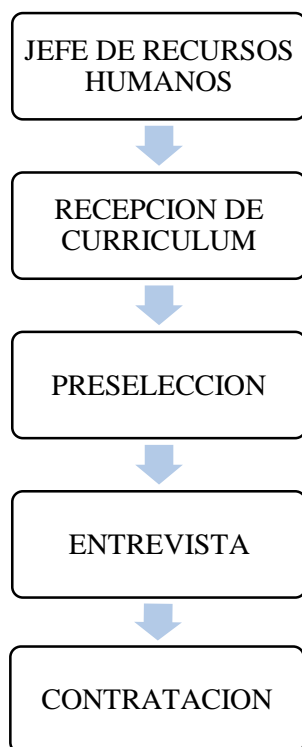 JEFE DE RECURSOS
HUMANOS
RECEPCION DE
CURRICULUM
PRESELECCION
ENTREVISTA
CONTRATACION